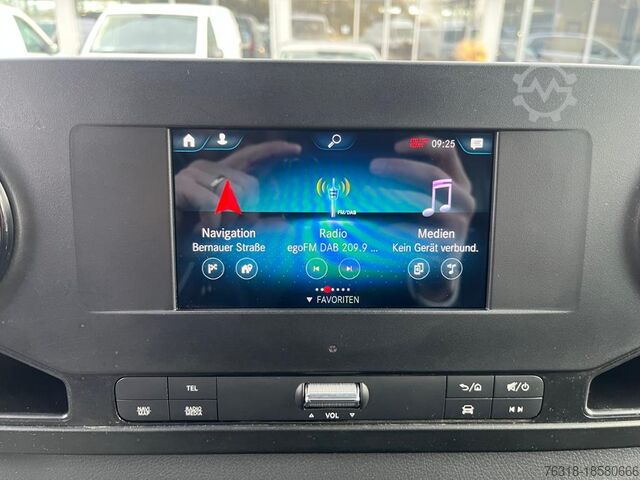 09:25
FM/DAB
Navigation
Radio
Medien
Bernauer Straße
egoFM DAB 209.9 ...
Kein Gerät verbund.
▼ FAVORITEN
TEL
NAVI MAP
RADIO MEDIA
▲ VOL ▼
76318-18580666